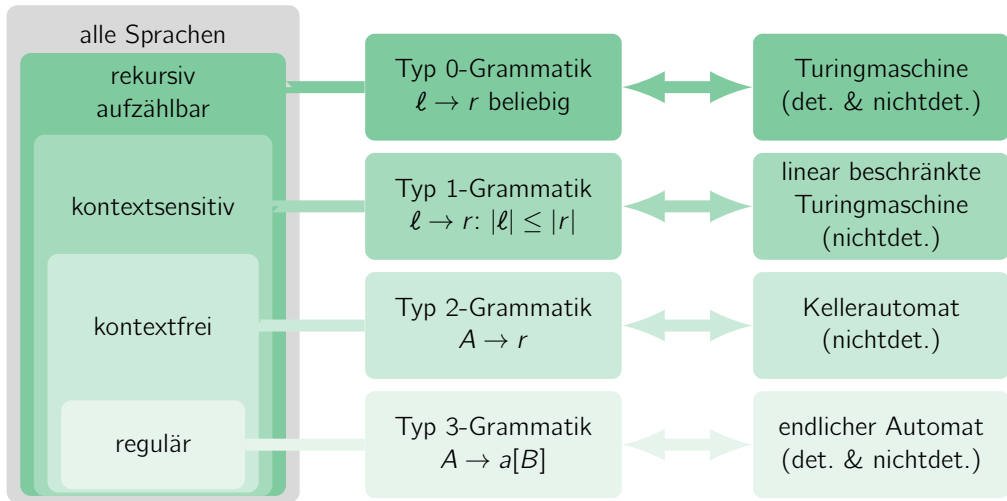 alle Sprachen
rekursiv
aufzählbar
kontextsensitiv
kontextfrei
regulär
Typ 0-Grammatik
ℓ → r beliebig
Turingmaschine
(det. & nichtdet.)
Typ 1-Grammatik
ℓ → r: |ℓ| ≤ |r|
linear beschränkte
Turingmaschine
(nichtdet.)
Typ 2-Grammatik
A → r
Kellerautomat
(nichtdet.)
Typ 3-Grammatik
A → a[B]
endlicher Automat
(det. & nichtdet.)